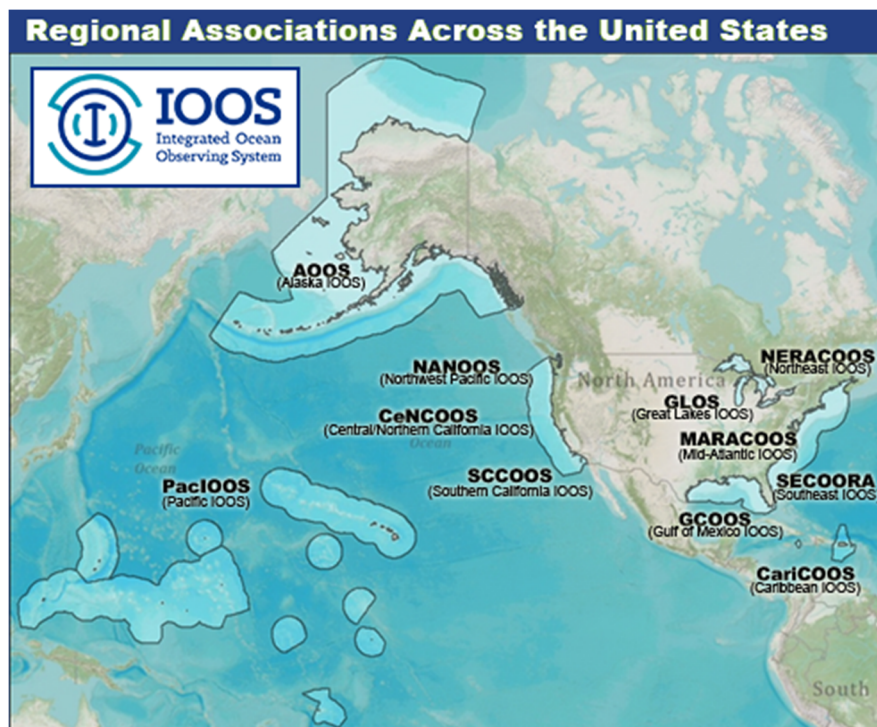 Regional Associations Across the United States
IOOS
Integrated Ocean
Observing System
AOOS
(Alaska IOOS)
NANOOS
(Northwest Pacific IOOS)
NERACOOS
(Northeast IOOS)
North America
GLOS
(Great Lakes IOOS)
CeNCOOS
(Central/Northern California IOOS)
MARACOOS
(Mid-Atlantic IOOS)
Pacific
Ocean
Ocean
SCCOOS
(Southern California IOOS)
SECOORA
(Southeast IOOS)
PacIOOS
(Pacific IOOS)
GCOOS
(Gulf of Mexico IOOS)
CariCOOS
(Caribbean IOOS)
South